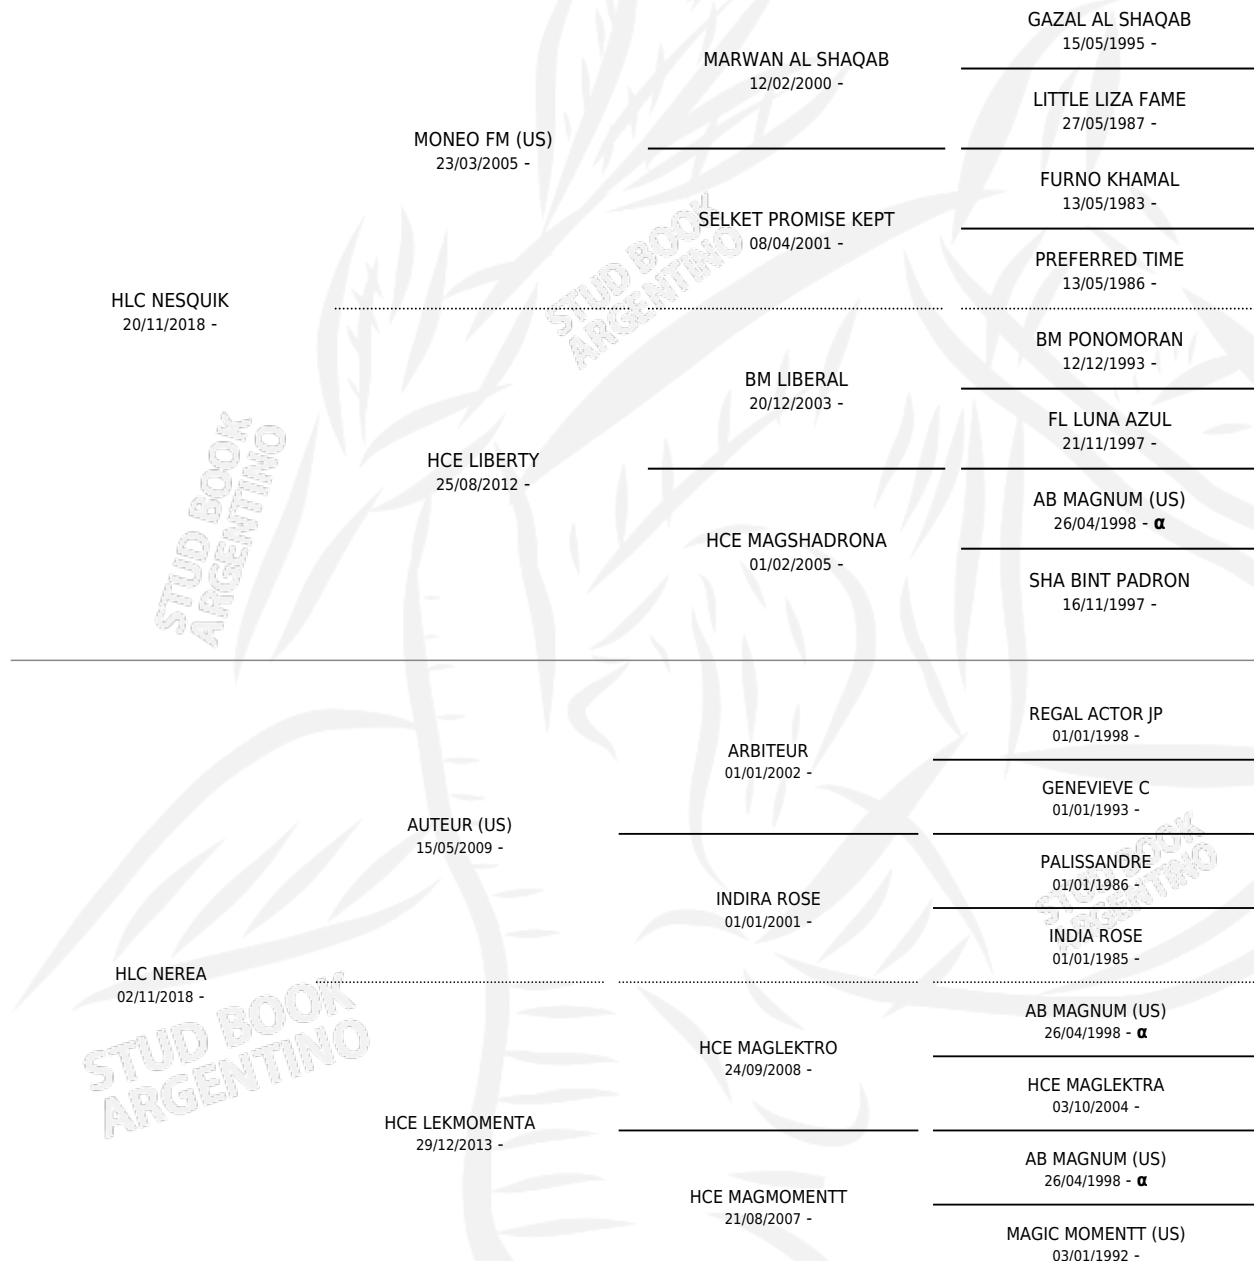 GAZAL AL SHAQAB
15/05/1995 -
MARWAN AL SHAQAB
12/02/2000 -
LITTLE LIZA FAME
27/05/1987 -
MONEO FM (US)
23/03/2005 -
FURNO KHAMAL
13/05/1983 -
SELKET PROMISE KEPT
08/04/2001 -
PREFERRED TIME
13/05/1986 -
HLC NESQUIK
20/11/2018 -
BM PONOMORAN
12/12/1993 -
BM LIBERAL
20/12/2003 -
FL LUNA AZUL
21/11/1997 -
HCE LIBERTY
25/08/2012 -
AB MAGNUM (US)
26/04/1998 - α
HCE MAGSHADRONA
01/02/2005 -
SHA BINT PADRON
16/11/1997 -
REGAL ACTOR JP
01/01/1998 -
ARBITEUR
01/01/2002 -
GENEVIEVE C
01/01/1993 -
AUTEUR (US)
15/05/2009 -
PALISSANDRE
01/01/1986 -
INDIRA ROSE
01/01/2001 -
INDIA ROSE
01/01/1985 -
HLC NEREA
02/11/2018 -
AB MAGNUM (US)
26/04/1998 - α
HCE MAGLEKTRO
24/09/2008 -
HCE MAGLEKTRA
03/10/2004 -
HCE LEKMOMENTA
29/12/2013 -
AB MAGNUM (US)
26/04/1998 - α
HCE MAGMOMENTT
21/08/2007 -
MAGIC MOMENTT (US)
03/01/1992 -
STUD BOOK
ARGENTINO
STUD BOOK
ARGENTINO
STUD BOOK
ARGENTINO
STUD BOOK
ARGENTINO